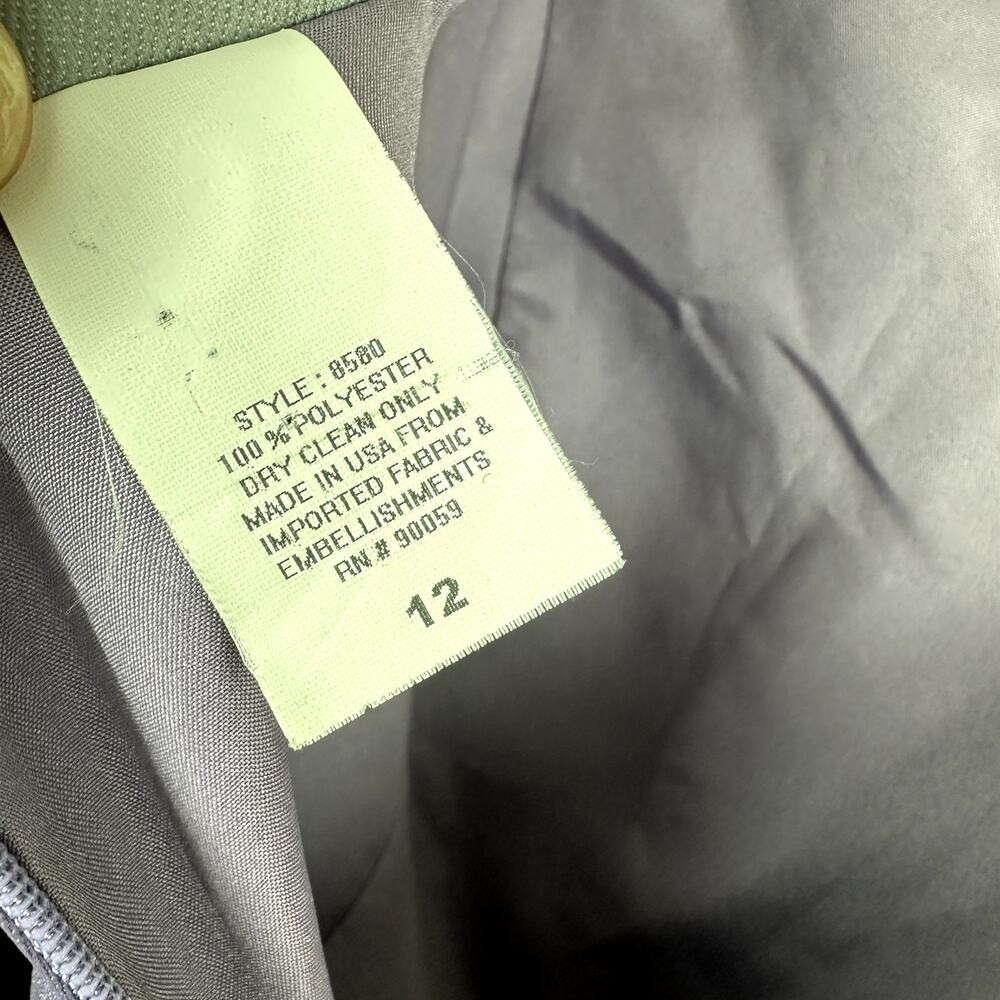 STYLE : 8580
100 % POLYESTER
DRY CLEAN ONLY
MADE IN USA FROM
IMPORTED FABRIC &
EMBELLISHMENTS
RN # 90059
12